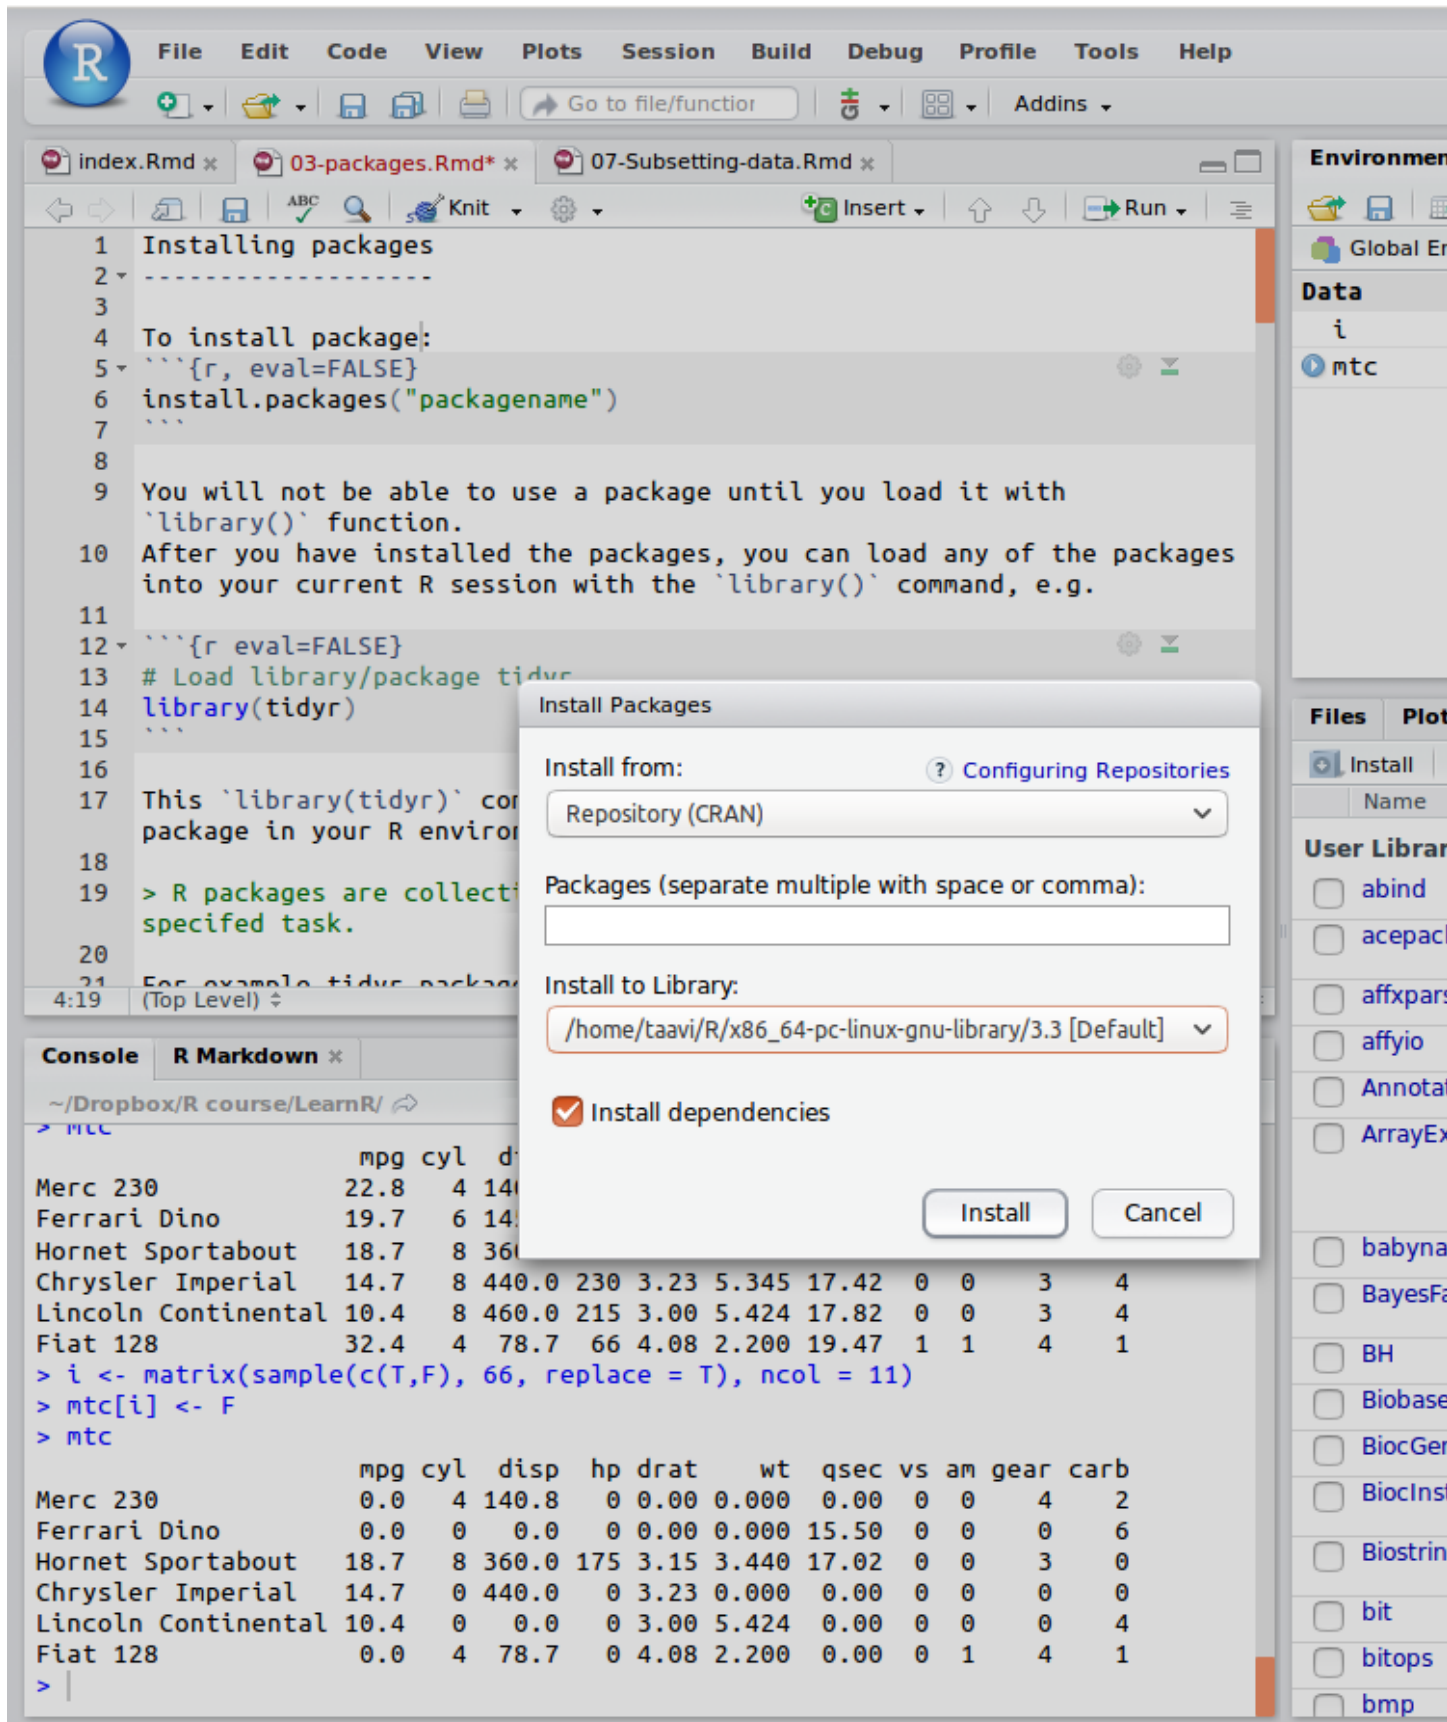 R
File Edit Code View Plots Session Build Debug Profile Tools Help
Go to file/function
Addins
index.Rmd
03-packages.Rmd*
07-Subsetting-data.Rmd
ABC
Knit
Insert
Run
1 Installing packages
2 -------------------
3
4 To install package:
5 ```{r, eval=FALSE}
6 install.packages("packagename")
7 ```
8
9 You will not be able to use a package until you load it with
`library()` function.
10 After you have installed the packages, you can load any of the packages
into your current R session with the `library()` command, e.g.
11
12 ```{r eval=FALSE}
13 # Load library/package tidyr
14 library(tidyr)
15 ```
16
17 This `library(tidyr)`
package in your R
18
19 > R packages are
specifed task.
20
21 For example tidyr
4:19 (Top Level)
Install Packages
Install from:
? Configuring Repositories
Repository (CRAN)
Packages (separate multiple with space or comma):
Install to Library:
/home/taavi/R/x86_64-pc-linux-gnu-library/3.3 [Default]
Install dependencies
Install
Cancel
Console
R Markdown
~/Dropbox/R course/LearnR/
> mtc
mpg cyl
Merc 230 22.8 4
Ferrari Dino 19.7 6
Hornet Sportabout 18.7 8
Chrysler Imperial 14.7 8 440.0 230 3.23 5.345 17.42 0 0 3 4
Lincoln Continental 10.4 8 460.0 215 3.00 5.424 17.82 0 0 3 4
Fiat 128 32.4 4 78.7 66 4.08 2.200 19.47 1 1 4 1
> i <- matrix(sample(c(T,F), 66, replace = T), ncol = 11)
> mtc[i] <- F
> mtc
mpg cyl disp hp drat wt qsec vs am gear carb
Merc 230 0.0 4 140.8 0 0.00 0.000 0.00 0 0 4 2
Ferrari Dino 0.0 0 0.0 0 0.00 0.000 15.50 0 0 0 6
Hornet Sportabout 18.7 8 360.0 175 3.15 3.440 17.02 0 0 3 0
Chrysler Imperial 14.7 0 440.0 0 3.23 0.000 0.00 0 0 0 0
Lincoln Continental 10.4 0 0.0 0 3.00 5.424 0.00 0 0 0 4
Fiat 128 0.0 4 78.7 0 4.08 2.200 0.00 0 1 4 1
>
Global
Data
i
mtc
Files
Install
Name
User
abind
affyio
BH
bit
bitops
bmp